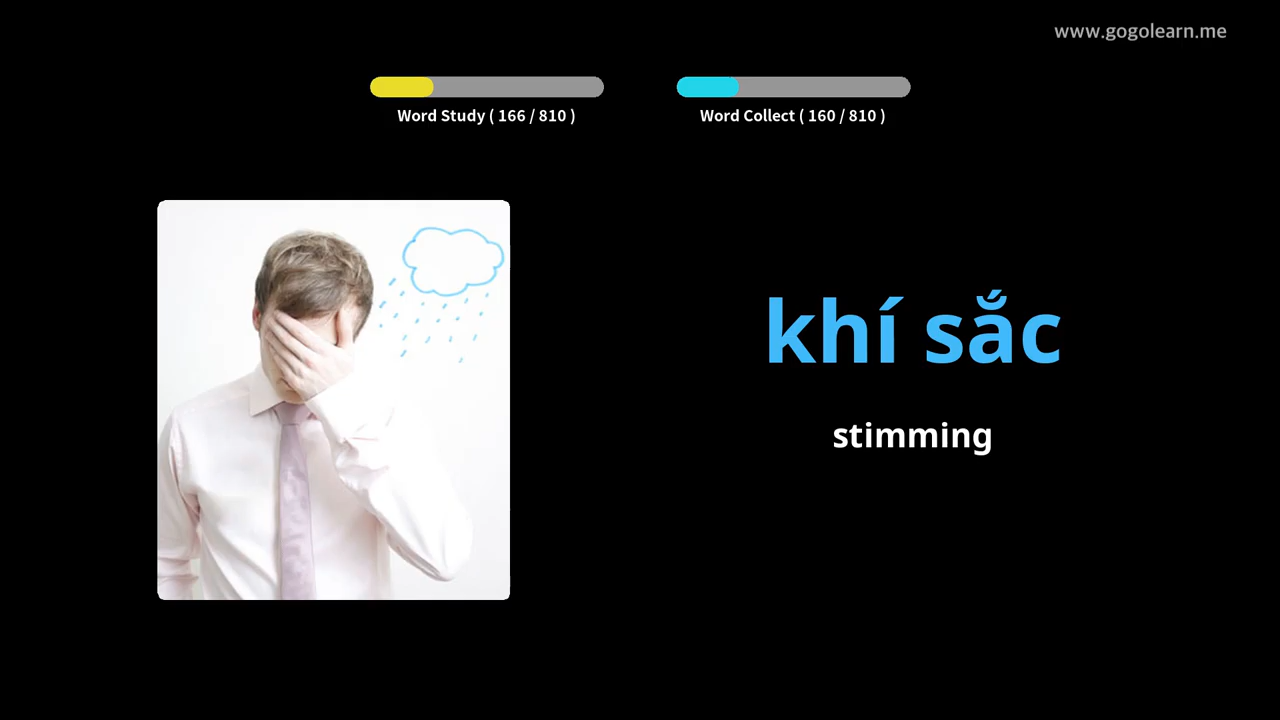 www.gogolearn.me
Word Study ( 166 / 810 )
Word Collect ( 160 / 810 )
khí sắc
stimming